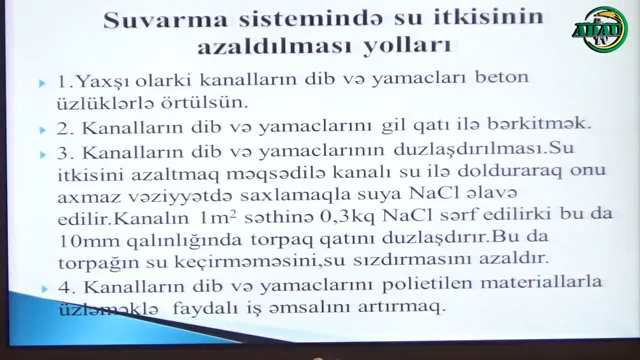 Suvarma sistemində su itkisinin
azaldılması yolları
ADAU
TV
1.Yaxşı olarki kanalların dib və yamacları beton
üzlüklərlə örtülsün.
2. Kanalların dib və yamaclarını gil qatı ilə bərkitmək.
3. Kanalların dib və yamaclarının duzlaşdırılması.Su
itkisini azaltmaq məqsədilə kanalı su ilə dolduraraq onu
axmaz vəziyyətdə saxlamaqla suya NaCl əlavə
edilir.Kanalın 1m² səthinə 0,3kq NaCl sərf edilirki bu da
10mm qalınlığında torpaq qatını duzlaşdırır.Bu da
torpağın su keçirməməsini,su sızdırmasını azaldır.
4. Kanalların dib və yamaclarını polietilen materiallarla
üzləməklə faydalı iş əmsalını artırmaq.